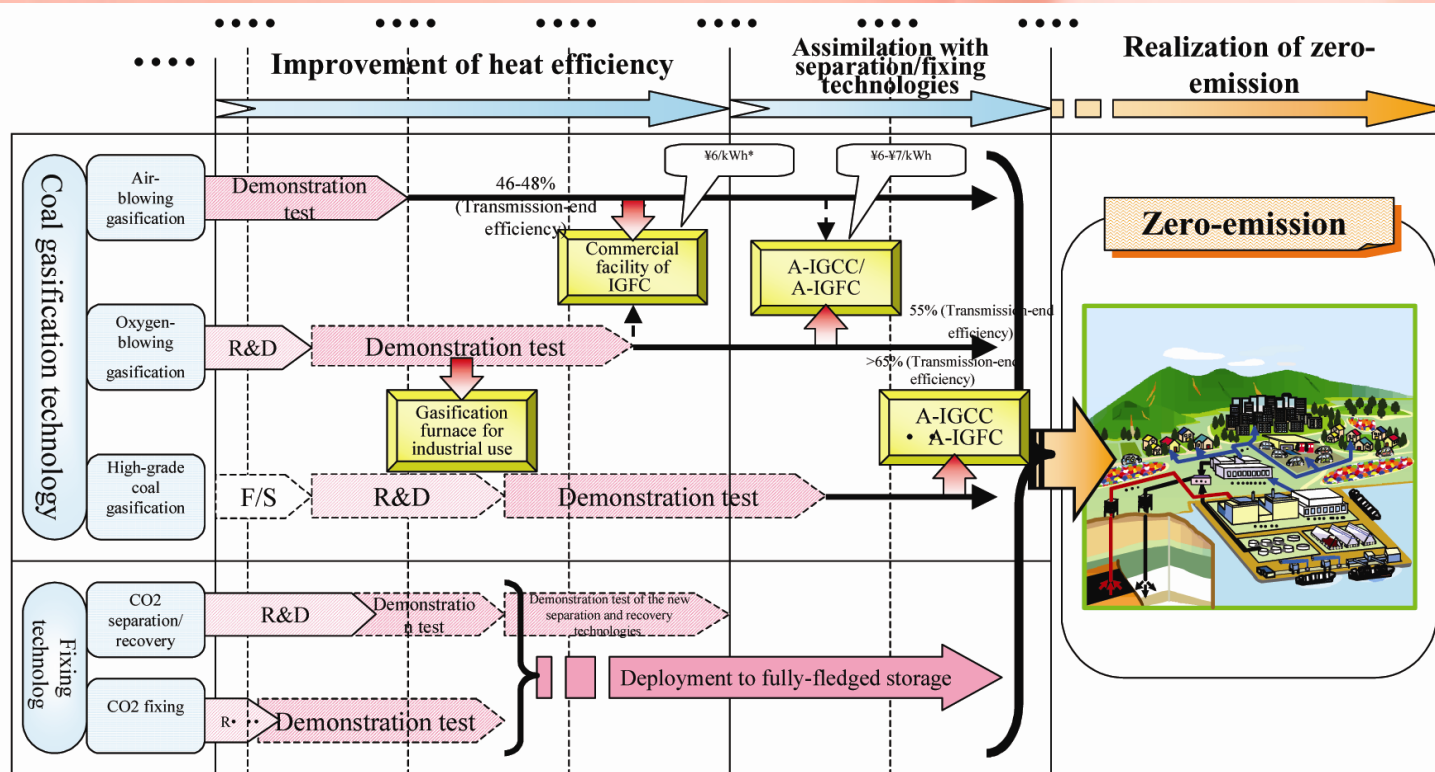 ••••
••••
••••
••••
••••
••••
••••
Improvement of heat efficiency
Assimilation with
separation/fixing
technologies
Realization of zero-
emission
Coal gasification technology
Air-
blowing
gasification
Demonstration
test
46-48%
(Transmission-end
efficiency)
¥6/kWh*
¥6-¥7/kWh
Commercial
facility of
IGFC
A-IGCC/
A-IGFC
Zero-emission
Oxygen-
blowing
gasification
R&D
Demonstration test
55% (Transmission-end
efficiency)
>65% (Transmission-end
efficiency)
Gasification
furnace for
industrial use
A-IGCC
• •A-IGFC
High-grade
coal
gasification
F/S
R&D
Demonstration test
Fixing
technolog
CO2
separation/
recovery
R&D
Demonstratio
n test
Demonstration test of the new
separation and recovery
technologies
Deployment to fully-fledged storage
CO2 fixing
R• ••
Demonstration test